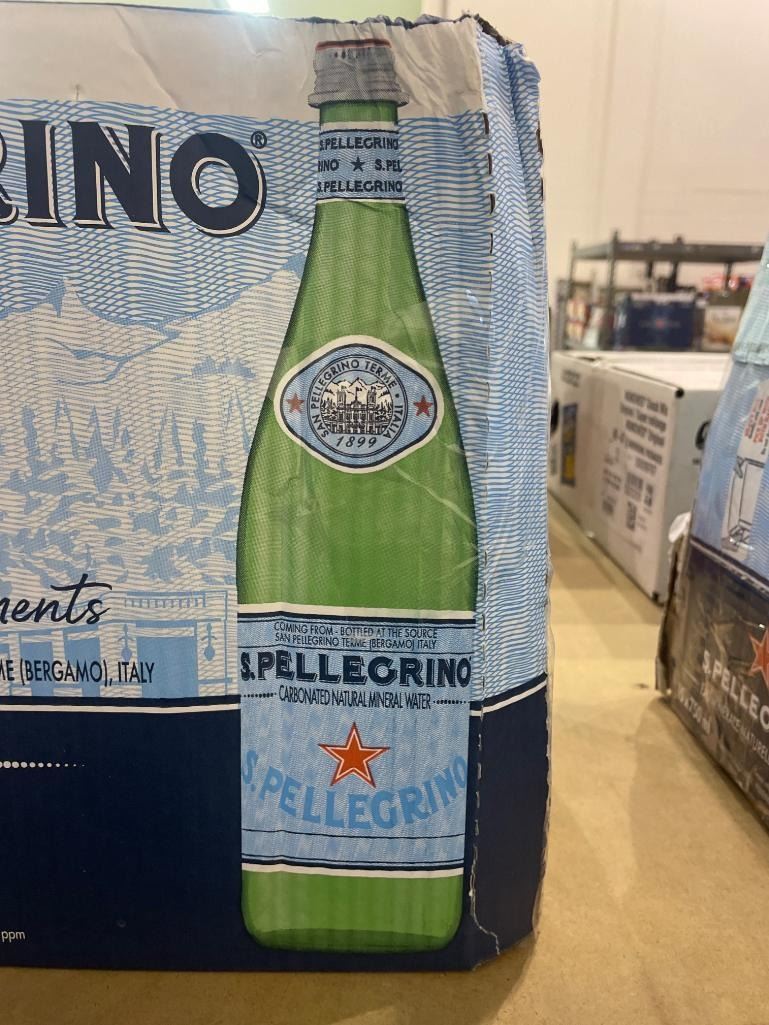 RINO®
S.PELLEGRINO
INO ★ S.PEL
S.PELLEGRINO
SAN PELLEGRINO TERME • ITALIA
1899
ments
COMING FROM - BOTTLED AT THE SOURCE
SAN PELLEGRINO TERME (BERGAMO) ITALY
ME (BERGAMO), ITALY
S.PELLEGRINO
CARBONATED NATURAL MINERAL WATER
S.PELLEGRINO
ppm
S.PELLEG